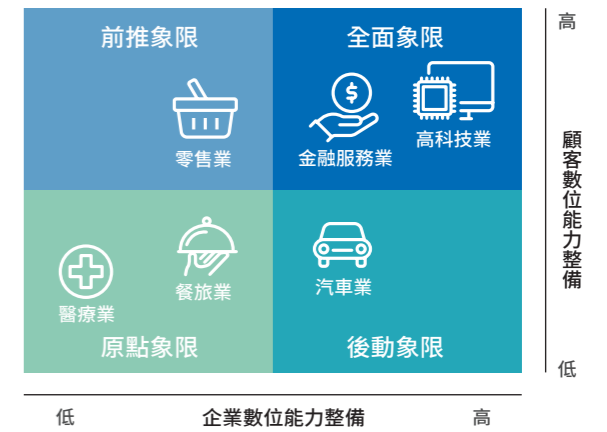 前推象限
全面象限
高
零售業
金融服務業
高科技業
顧客數位能力整備
醫療業
餐旅業
汽車業
原點象限
後動象限
低
低
企業數位能力整備
高